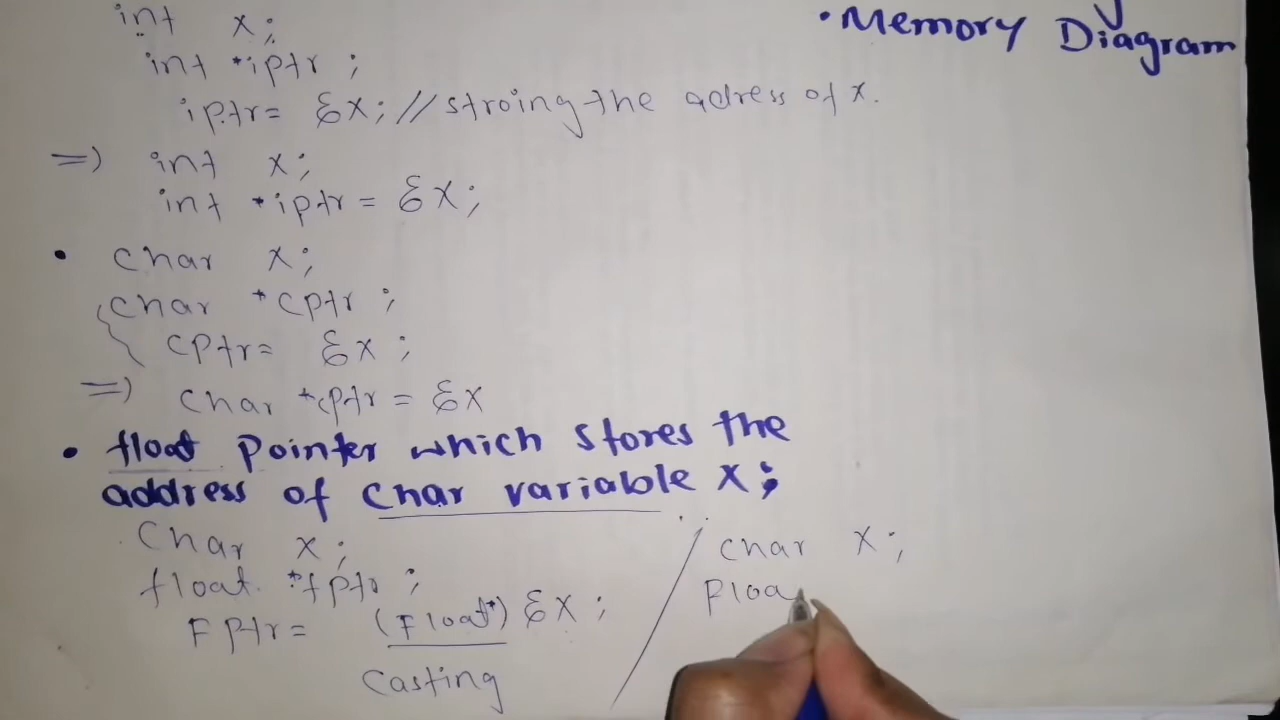 int x;
• Memory Diagram
int *iptr ;
iptr= &x; // stroing the adress of x.
=) int x;
int *iptr = &x;
• char x;
char *cptr ;
cptr= &x ;
=) char *cptr = &x
• float pointer which stores the
address of char variable x;
Char x;
float. *fptr ;
Fptr= (Float*) &x ;
Casting
char x;
Floa